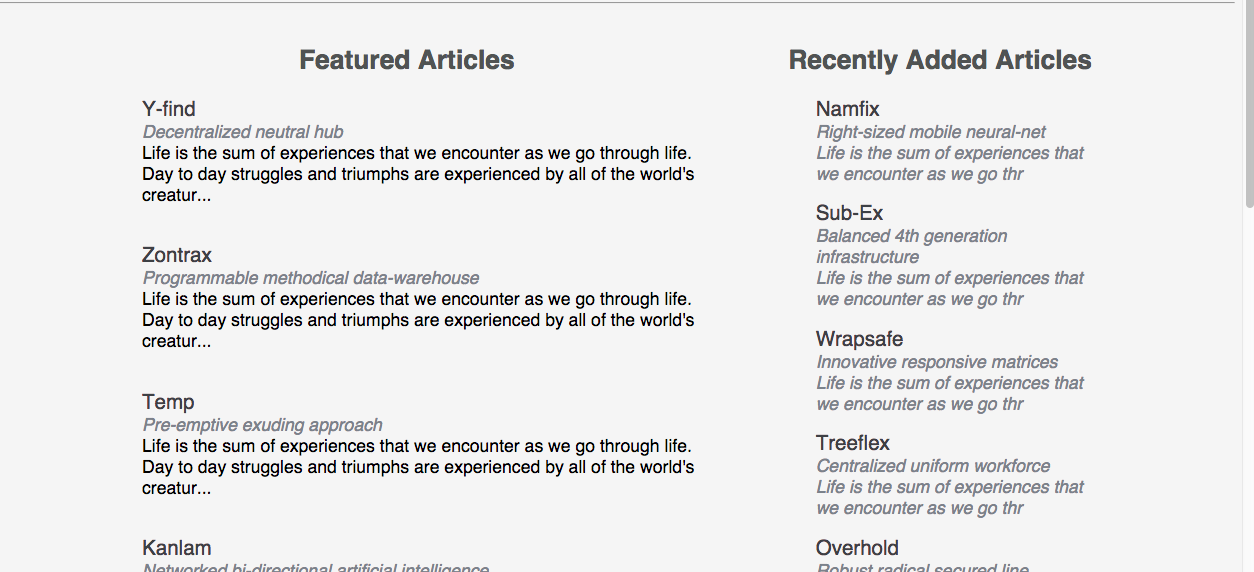 Featured Articles
Y-find
Decentralized neutral hub
Life is the sum of experiences that we encounter as we go through life.
Day to day struggles and triumphs are experienced by all of the world's
creatur...
Zontrax
Programmable methodical data-warehouse
Life is the sum of experiences that we encounter as we go through life.
Day to day struggles and triumphs are experienced by all of the world's
creatur...
Temp
Pre-emptive exuding approach
Life is the sum of experiences that we encounter as we go through life.
Day to day struggles and triumphs are experienced by all of the world's
creatur...
Kanlam
Networked bi-directional artificial intelligence
Recently Added Articles
Namfix
Right-sized mobile neural-net
Life is the sum of experiences that
we encounter as we go thr
Sub-Ex
Balanced 4th generation
infrastructure
Life is the sum of experiences that
we encounter as we go thr
Wrapsafe
Innovative responsive matrices
Life is the sum of experiences that
we encounter as we go thr
Treeflex
Centralized uniform workforce
Life is the sum of experiences that
we encounter as we go thr
Overhold
Robust radical secured line